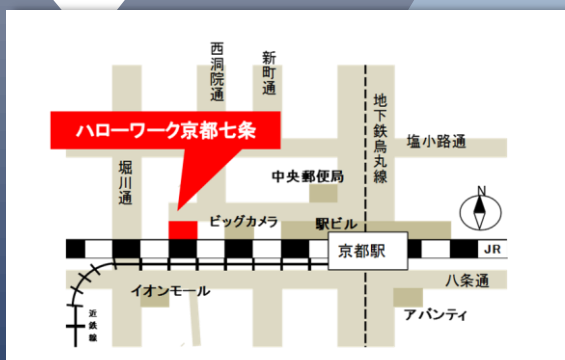 西洞院通
新町通
ハローワーク京都七条
地下鉄烏丸線
塩小路通
堀川通
中央郵便局
N
ビッグカメラ
駅ビル
京都駅
JR
八条通
イオンモール
近鉄線
アバンティ